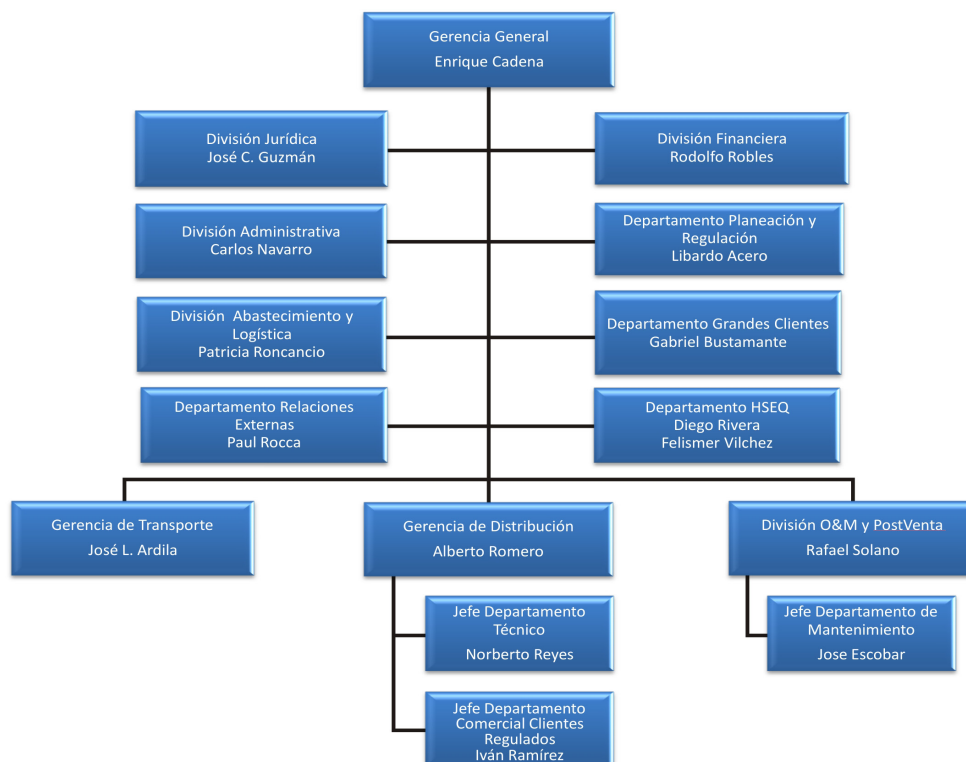 Gerencia General
Enrique Cadena
División Jurídica
José C. Guzmán
División Financiera
Rodolfo Robles
División Administrativa
Carlos Navarro
Departamento Planeación y
Regulación
Libardo Acero
División Abastecimiento y
Logística
Patricia Roncancio
Departamento Grandes Clientes
Gabriel Bustamante
Departamento Relaciones
Externas
Paul Rocca
Departamento HSEQ
Diego Rivera
Felismer Vilchez
Gerencia de Transporte
José L. Ardila
Gerencia de Distribución
Alberto Romero
División O&M y PostVenta
Rafael Solano
Jefe Departamento
Técnico
Norberto Reyes
Jefe Departamento de
Mantenimiento
Jose Escobar
Jefe Departamento
Comercial Clientes
Regulados
Iván Ramírez